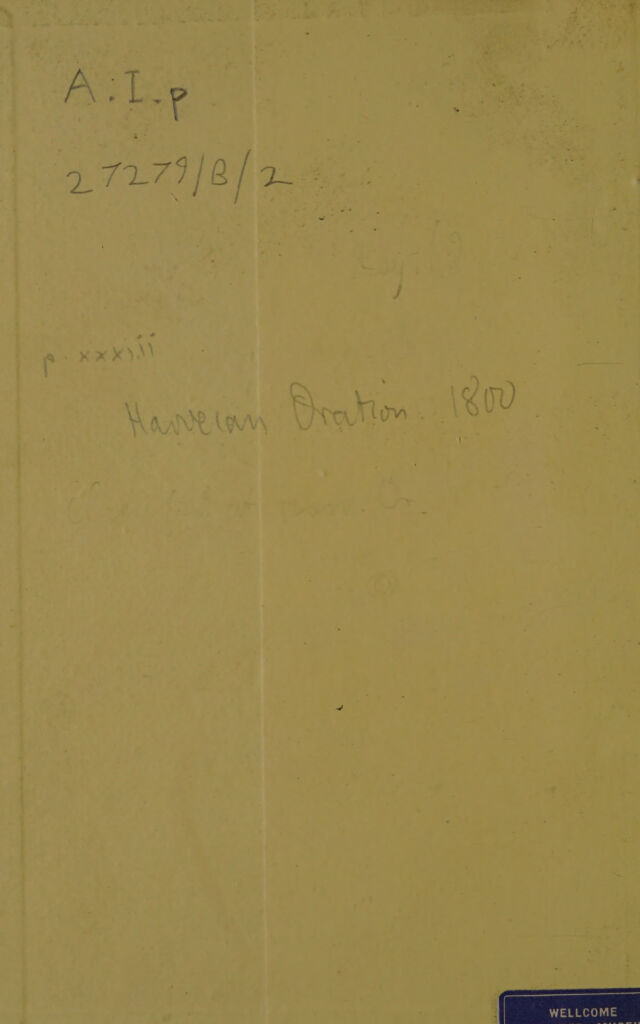 A.I.p
27279/B/2
p. xxxiii
Harveian Oration. 1800
WELLCOME